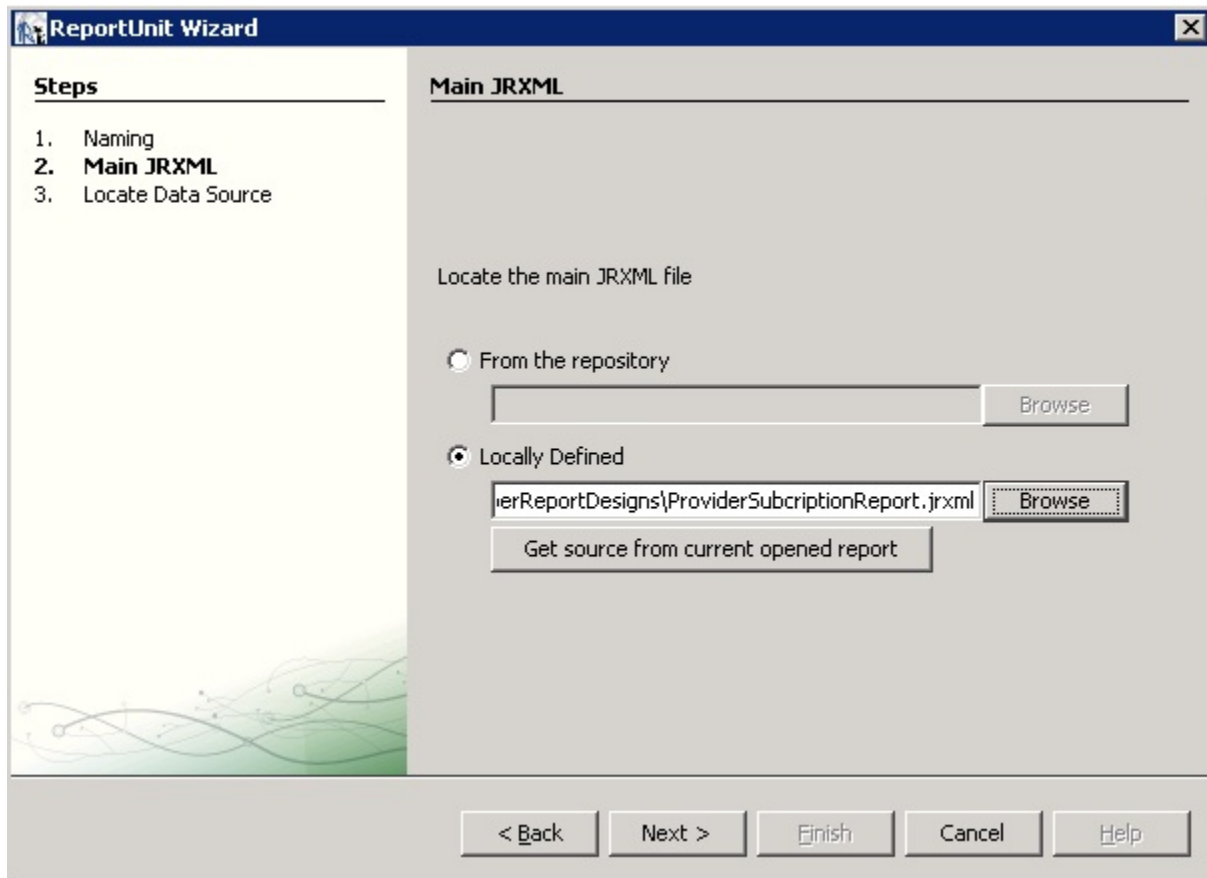 ReportUnit Wizard
Steps
1. Naming
2. Main JRXML
3. Locate Data Source
Main JRXML
Locate the main JRXML file
From the repository
Browse
Locally Defined
erReportDesigns\ProviderSubcriptionReport.jrxml
Browse
Get source from current opened report
< Back
Next >
Finish
Cancel
Help